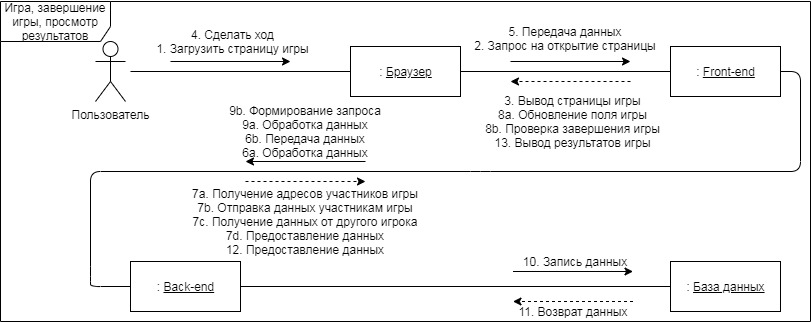 Игра, завершение
игры, просмотр
результатов
4. Сделать ход
1. Загрузить страницу игры
5. Передача данных
2. Запрос на открытие страницы
: Браузер
: Front-end
Пользователь
3. Вывод страницы игры
8a. Обновление поля игры
8b. Проверка завершения игры
13. Вывод результатов игры
9b. Формирование запроса
9a. Обработка данных
6b. Передача данных
6a. Обработка данных
7a. Получение адресов участников игры
7b. Отправка данных участникам игры
7c. Получение данных от другого игрока
7d. Предоставление данных
12. Предоставление данных
10. Запись данных
: Back-end
: База данных
11. Возврат данных